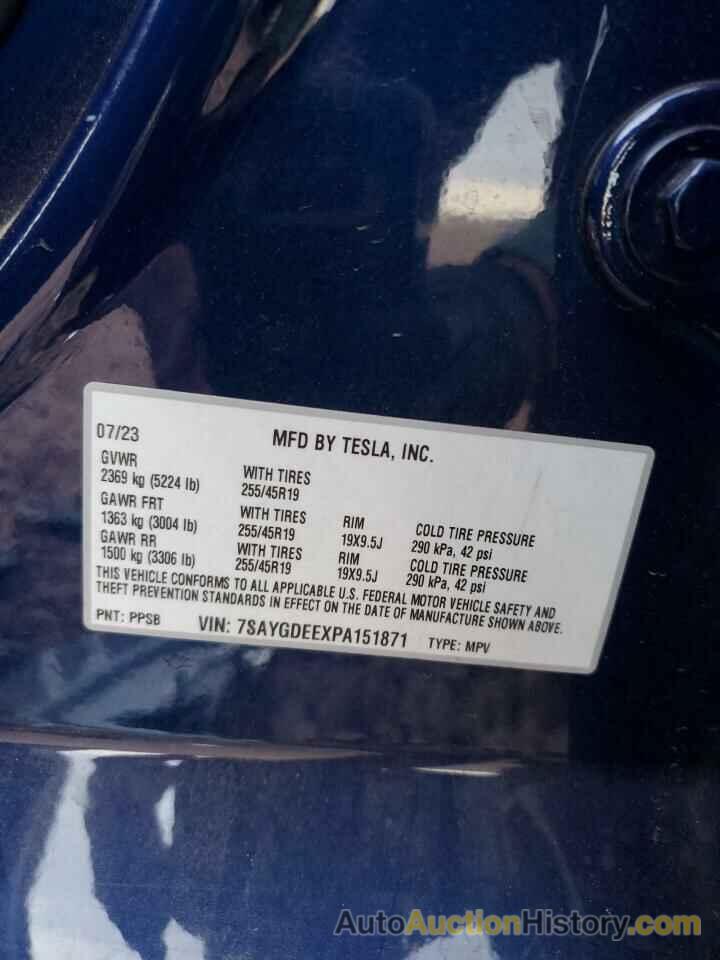 07/23 MFD BY TESLA, INC.
GVWR
2369 kg (5224 lb) WITH TIRES
255/45R19
GAWR FRT
1363 kg (3004 lb) WITH TIRES RIM COLD TIRE PRESSURE
255/45R19 19X9.5J 290 kPa, 42 psi
GAWR RR
1500 kg (3306 lb) WITH TIRES RIM COLD TIRE PRESSURE
255/45R19 19X9.5J 290 kPa, 42 psi
THIS VEHICLE CONFORMS TO ALL APPLICABLE U.S. FEDERAL MOTOR VEHICLE SAFETY AND
THEFT PREVENTION STANDARDS IN EFFECT ON THE DATE OF MANUFACTURE SHOWN ABOVE.
PNT: PPSB VIN: 7SAYGDEEXPA151871 TYPE: MPV
AutoAuctionHistory.com